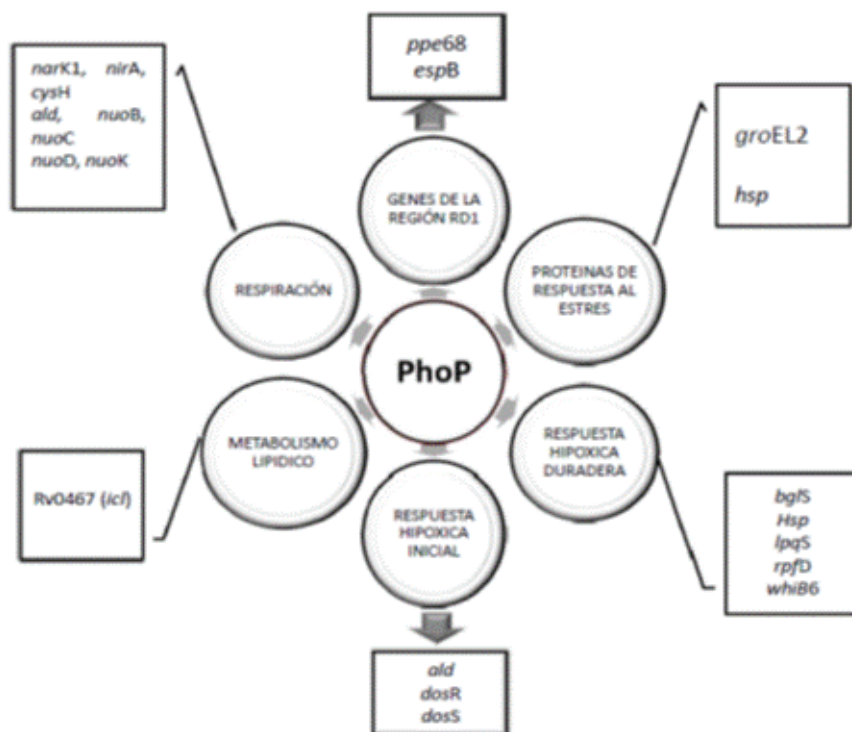 ppe68
espB
narK1, nirA,
cysH
ald, nuoB,
nuoC
nuoD, nuoK
groEL2
hsp
GENES DE LA
REGIÓN RD1
RESPIRACIÓN
PROTEINAS DE
RESPUESTA AL
ESTRES
PhoP
METABOLISMO
LIPIDICO
RESPUESTA
HIPOXICA
DURADERA
RESPUESTA
HIPOXICA
INICIAL
Rv0467 (icl)
bglS
Hsp
lpqS
rpfD
whiB6
ald
dosR
dosS